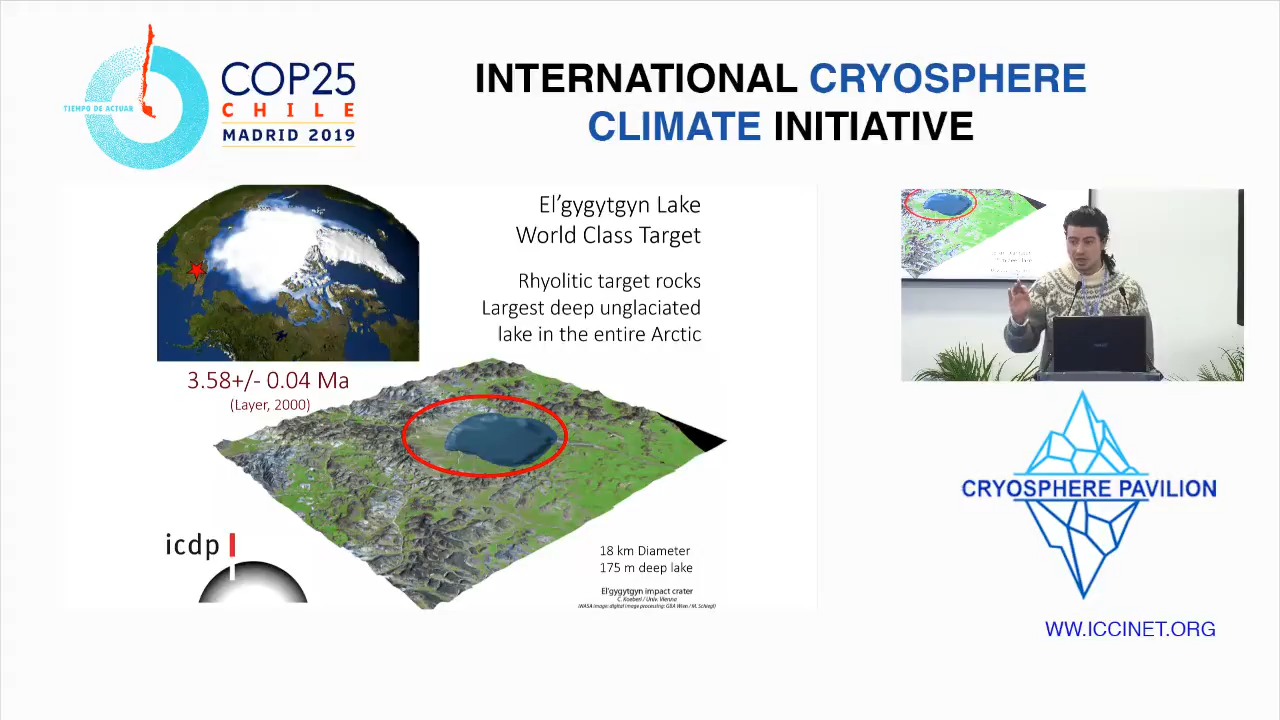 TIEMPO DE ACTUAR
COP25
CHILE
MADRID 2019
INTERNATIONAL CRYOSPHERE
CLIMATE INITIATIVE
El’gygytgyn Lake
World Class Target
Rhyolitic target rocks
Largest deep unglaciated
lake in the entire Arctic
3.58+/- 0.04 Ma
(Layer, 2000)
icdp
18 km Diameter
175 m deep lake
El'gygytgyn impact crater
C. Koeberl / Univ. Vienna
(NASA image: digital image processing: GBA Wien / M. Schiegl)
CRYOSPHERE PAVILION
WW.ICCINET.ORG